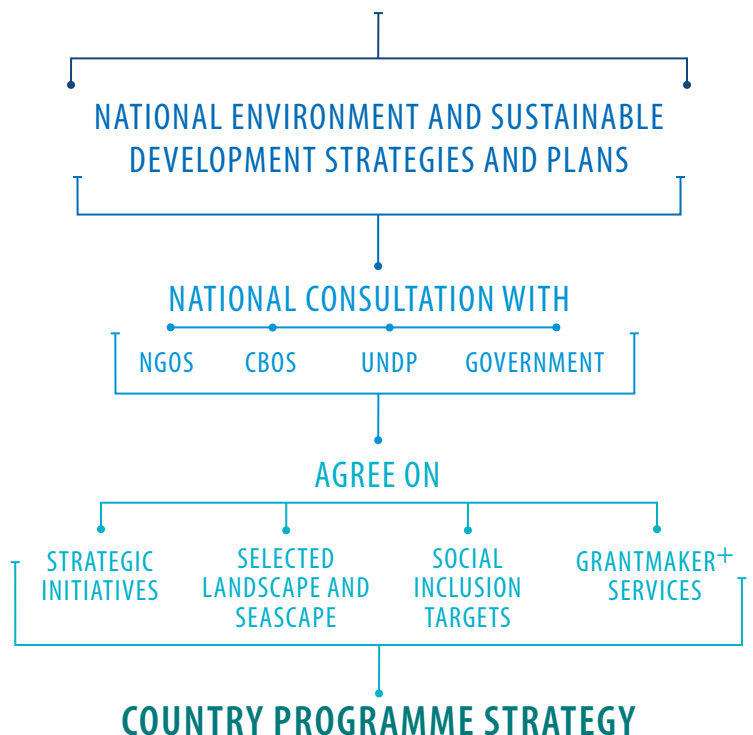 NATIONAL ENVIRONMENT AND SUSTAINABLE
DEVELOPMENT STRATEGIES AND PLANS
NATIONAL CONSULTATION WITH
NGOS CBOS UNDP GOVERNMENT
AGREE ON
STRATEGIC
INITIATIVES
SELECTED
LANDSCAPE AND
SEASCAPE
SOCIAL
INCLUSION
TARGETS
GRANTMAKER+
SERVICES
COUNTRY PROGRAMME STRATEGY